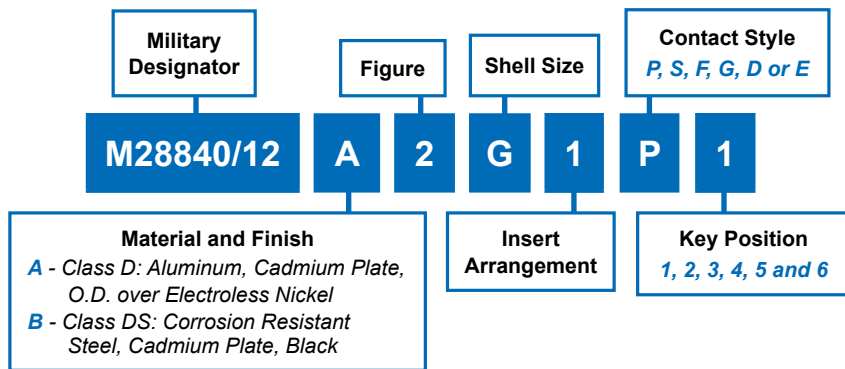 Military
Designator
Figure
Shell Size
Contact Style
P, S, F, G, D or E
M28840/12 A 2 G 1 P 1
Material and Finish
A - Class D: Aluminum, Cadmium Plate,
O.D. over Electroless Nickel
B - Class DS: Corrosion Resistant
Steel, Cadmium Plate, Black
Insert
Arrangement
Key Position
1, 2, 3, 4, 5 and 6